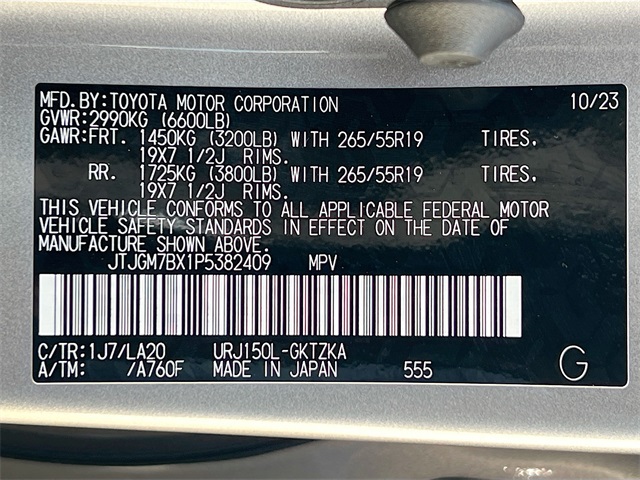 MFD.BY:TOYOTA MOTOR CORPORATION 10/23
GVWR:2990KG (6600LB)
GAWR:FRT. 1450KG (3200LB) WITH 265/55R19 TIRES.
19X7 1/2J RIMS.
RR. 1725KG (3800LB) WITH 265/55R19 TIRES.
19X7 1/2J RIMS.
THIS VEHICLE CONFORMS TO ALL APPLICABLE FEDERAL MOTOR
VEHICLE SAFETY STANDARDS IN EFFECT ON THE DATE OF
MANUFACTURE SHOWN ABOVE.
JTJGM7BX1P5382409 MPV
C/TR:1J7/LA20 URJ150L-GKTZKA
A/TM: /A760F MADE IN JAPAN 555 G